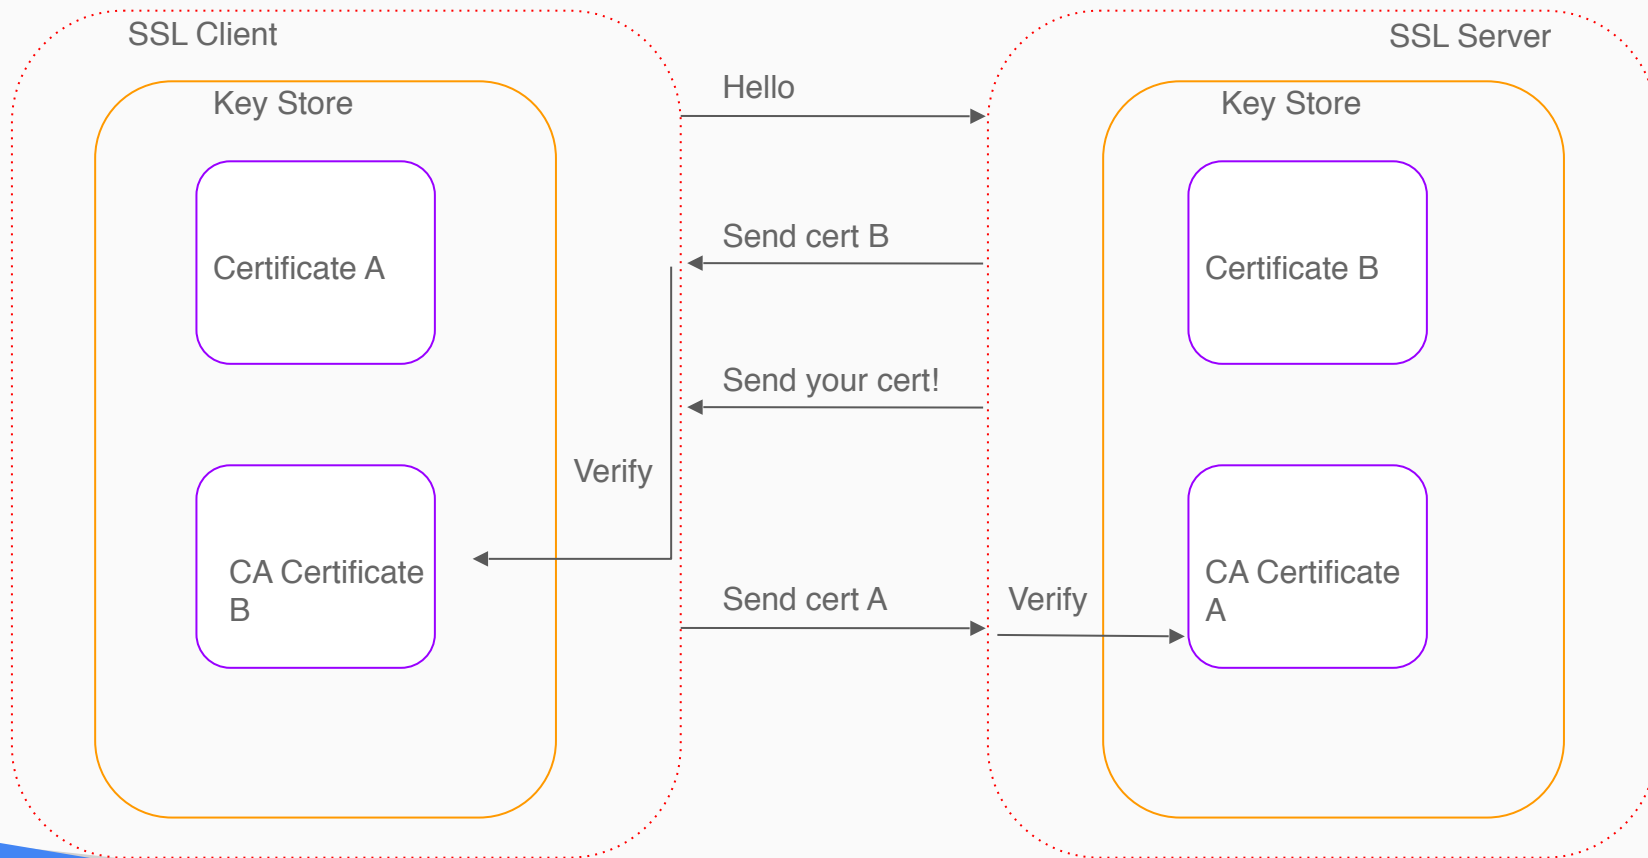 SSL Client
SSL Server
Key Store
Hello
Key Store
Certificate A
Send cert B
Certificate B
Send your cert!
Verify
CA Certificate
B
Send cert A
Verify
CA Certificate
A